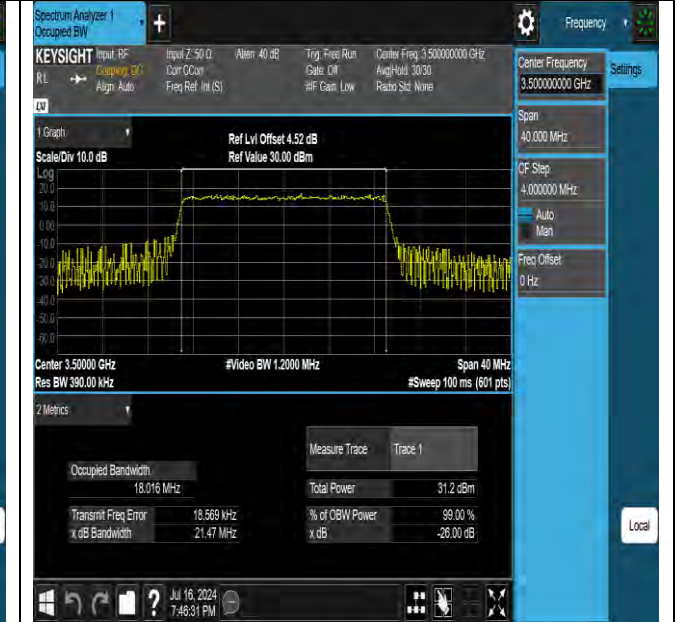 Spectrum Analyzer 1
Occupied BW
Frequency
KEYSIGHT
Input: RF
Coupling: DC
Align: Auto
Input Z: 50 Ω
Corr CCorr
Freq Ref: Int (S)
Atten: 40 dB
Trig: Free Run
Gate: Off
#IF Gain: Low
Center Freq: 3.500000000 GHz
Avg|Hold: 30/30
Radio Std: None
R L
LXI
Center Frequency
3.500000000 GHz
Settings
Span
40.000 MHz
CF Step
4.000000 MHz
Auto
Man
Freq Offset
0 Hz
1 Graph
Scale/Div 10.0 dB
Ref Lvl Offset 4.52 dB
Ref Value 30.00 dBm
Log
20.0
10.0
0.00
-10.0
-20.0
-30.0
-40.0
-50.0
-60.0
Center 3.50000 GHz
#Video BW 1.2000 MHz
Span 40 MHz
Res BW 390.00 kHz
#Sweep 100 ms (601 pts)
2 Metrics
Measure Trace
Trace 1
Occupied Bandwidth
18.016 MHz
Total Power
31.2 dBm
Transmit Freq Error
18.569 kHz
% of OBW Power
99.00 %
x dB Bandwidth
21.47 MHz
x dB
-26.00 dB
Local
?
Jul 16, 2024
7:46:31 PM